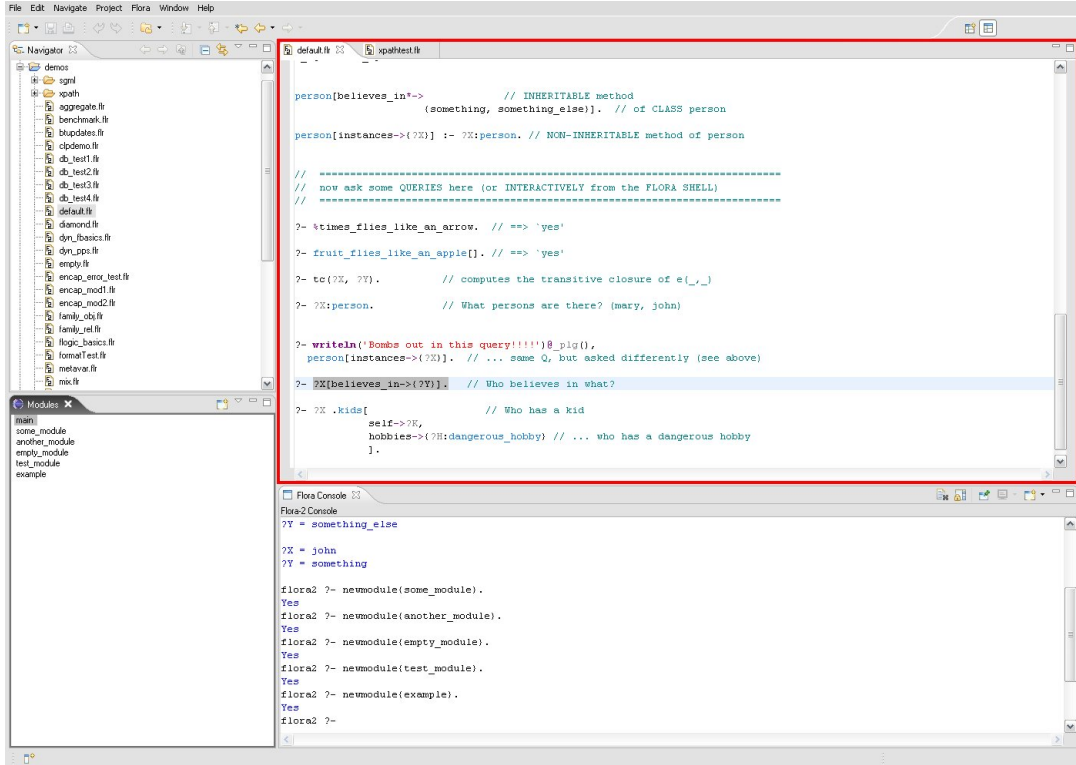 File Edit Navigate Project Flora Window Help
Navigator
demos
sgml
xpath
aggregate.flr
benchmark.flr
btupdates.flr
clpdemo.flr
db_test1.flr
db_test2.flr
db_test3.flr
db_test4.flr
default.flr
diamond.flr
dyn_fbasics.flr
dyn_pps.flr
empty.flr
encap_error_test.flr
encap_mod1.flr
encap_mod2.flr
family_obj.flr
family_rel.flr
flogic_basics.flr
formatTest.flr
metavar.flr
mix.flr
Modules
main
some_module
another_module
empty_module
test_module
example
default.flr xpathtest.flr
person[believes_in*-> // INHERITABLE method
{something, something_else}]. // of CLASS person
person[instances->{?X}] :- ?X:person. // NON-INHERITABLE method of person
// ===========================================================================
// now ask some QUERIES here (or INTERACTIVELY from the FLORA SHELL)
// ===========================================================================
?- %times_flies_like_an_arrow. // ==> `yes'
?- fruit_flies_like_an_apple[]. // ==> `yes'
?- tc(?X, ?Y). // computes the transitive closure of e(_,_)
?- ?X:person. // What persons are there? (mary, john)
?- writeln('Bombs out in this query!!!!')@_plg(),
person[instances->{?X}]. // ... same Q, but asked differently (see above)
?- ?X[believes_in->{?Y}]. // Who believes in what?
?- ?X .kids[ // Who has a kid
self->?K,
hobbies->{?H:dangerous_hobby} // ... who has a dangerous hobby
].
Flora Console
Flora-2 Console
?Y = something_else
?X = john
?Y = something
flora2 ?- newmodule{some_module}.
Yes
flora2 ?- newmodule{another_module}.
Yes
flora2 ?- newmodule{empty_module}.
Yes
flora2 ?- newmodule{test_module}.
Yes
flora2 ?- newmodule{example}.
Yes
flora2 ?-